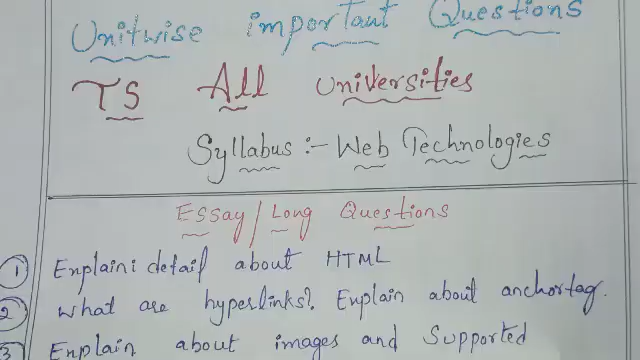 Unitwise important Questions
TS All Universities
Syllabus :- Web Technologies
Essay/Long Questions
1 Explain i detail about HTML
2 What are hyperlinks? Explain about anchortag.
3 Explain about images and Supported